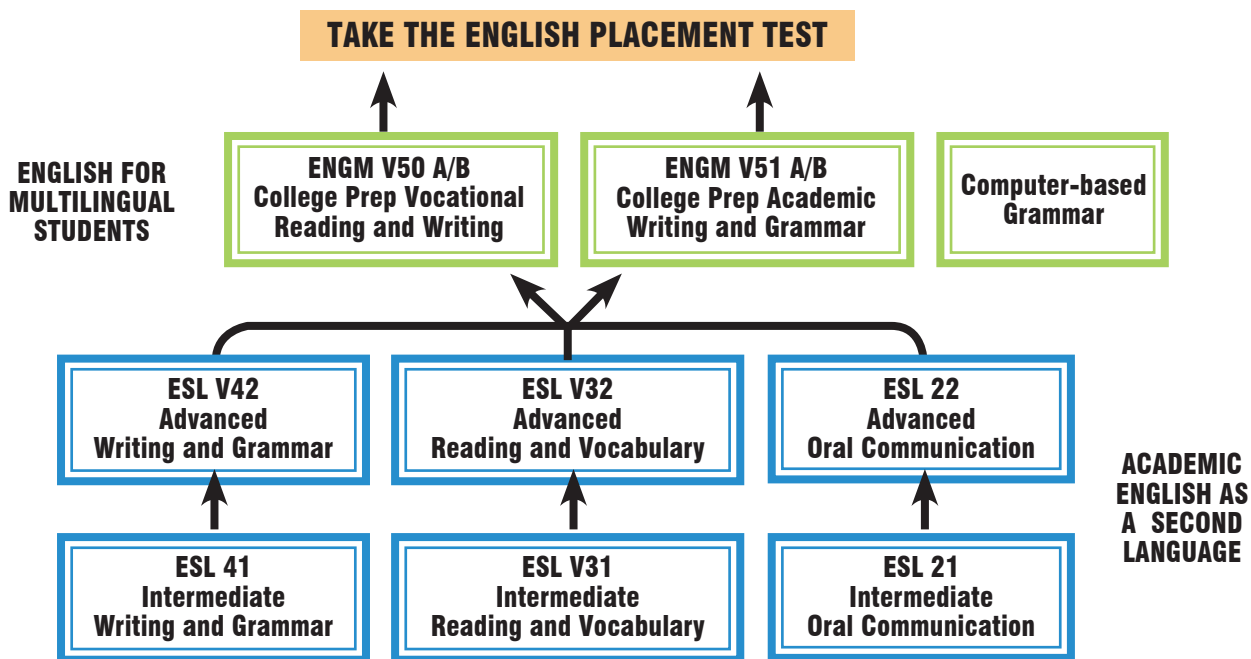 TAKE THE ENGLISH PLACEMENT TEST
ENGLISH FOR
MULTILINGUAL
STUDENTS
ENGM V50 A/B
College Prep Vocational
Reading and Writing
ENGM V51 A/B
College Prep Academic
Writing and Grammar
Computer-based
Grammar
ESL V42
Advanced
Writing and Grammar
ESL V32
Advanced
Reading and Vocabulary
ESL 22
Advanced
Oral Communication
ACADEMIC
ENGLISH AS
A SECOND
LANGUAGE
ESL 41
Intermediate
Writing and Grammar
ESL V31
Intermediate
Reading and Vocabulary
ESL 21
Intermediate
Oral Communication